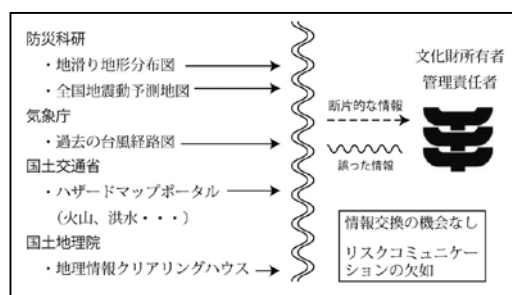 防災科研
・地滑り地形分布図
・全国地震動予測地図
気象庁
・過去の台風経路図
国土交通省
・ハザードマップポータル
（火山、洪水・・・）
国土地理院
・地理情報クリアリングハウス
断片的な情報
誤った情報
文化財所有者
管理責任者
情報交換の機会なし
リスクコミュニケー
ションの欠如